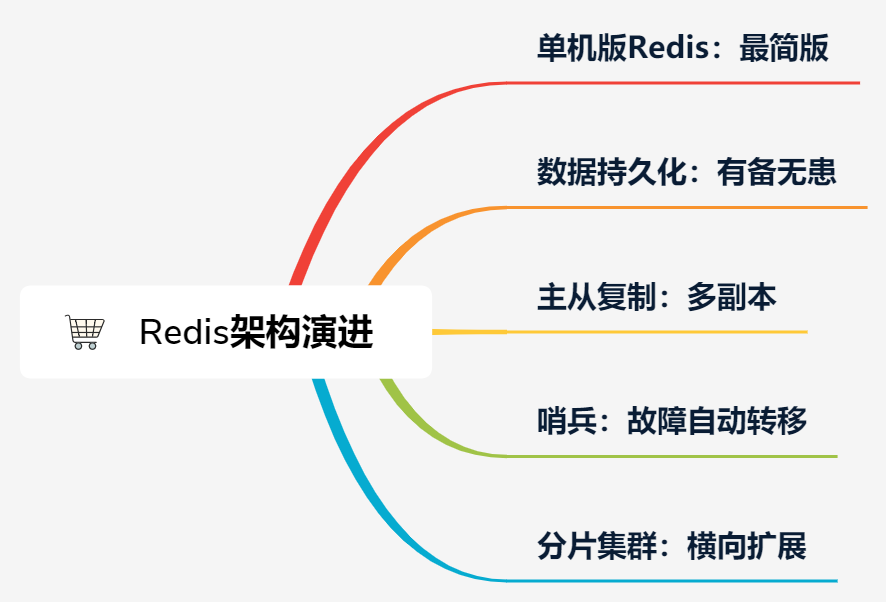 单机版Redis：最简版
数据持久化：有备无患
主从复制：多副本
Redis架构演进
哨兵：故障自动转移
分片集群：横向扩展